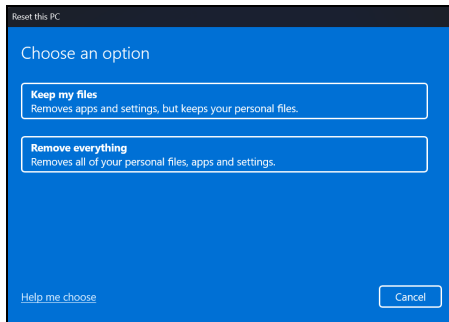 Reset this PC
Choose an option
Keep my files
Removes apps and settings, but keeps your personal files.
Remove everything
Removes all of your personal files, apps and settings.
Help me choose
Cancel